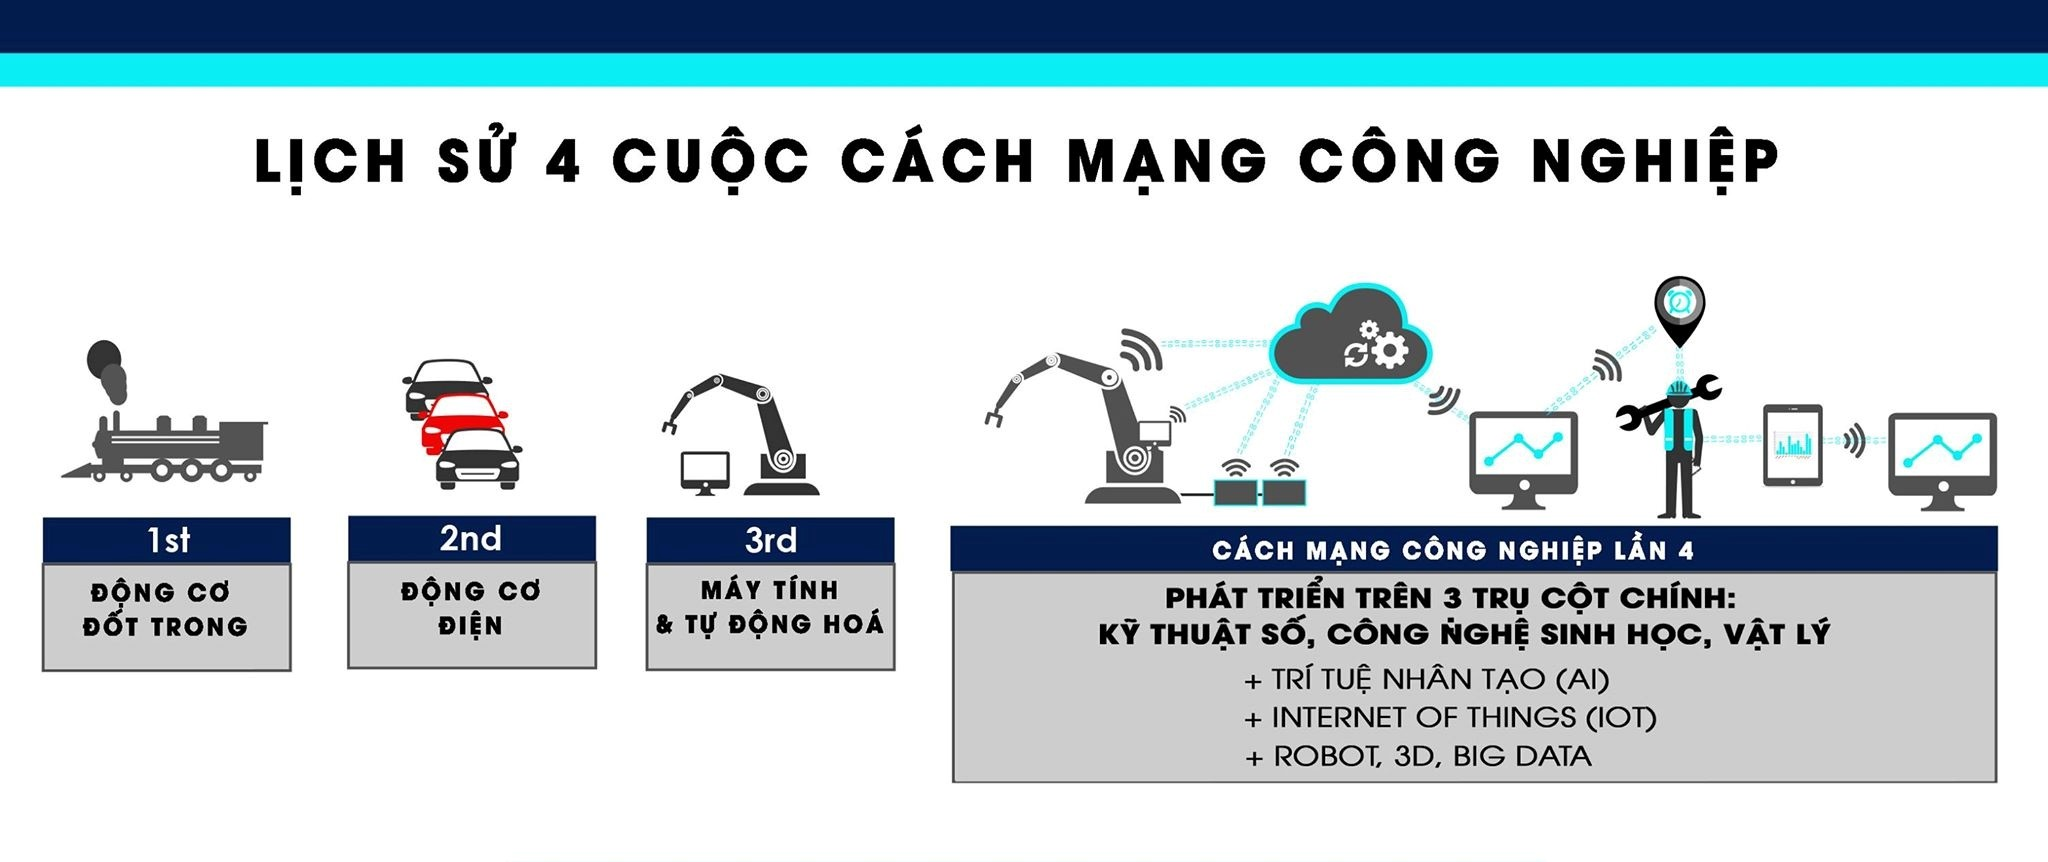 LỊCH SỬ 4 CUỘC CÁCH MẠNG CÔNG NGHIỆP
1st
ĐỘNG CƠ
ĐỐT TRONG
2nd
ĐỘNG CƠ
ĐIỆN
3rd
MÁY TÍNH
& TỰ ĐỘNG HOÁ
CÁCH MẠNG CÔNG NGHIỆP LẦN 4
PHÁT TRIỂN TRÊN 3 TRỤ CỘT CHÍNH:
KỸ THUẬT SỐ, CÔNG NGHỆ SINH HỌC, VẬT LÝ
+ TRÍ TUỆ NHÂN TẠO (AI)
+ INTERNET OF THINGS (IOT)
+ ROBOT, 3D, BIG DATA